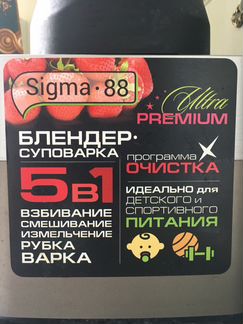 Sigma·88
Ultra
PREMIUM
БЛЕНДЕР·
СУПОВАРКА
5в1
ВЗБИВАНИЕ
СМЕШИВАНИЕ
ИЗМЕЛЬЧЕНИЕ
РУБКА
ВАРКА
программа
ОЧИСТКА
ИДЕАЛЬНО для
ДЕТСКОГО и
СПОРТИВНОГО
ПИТАНИЯ